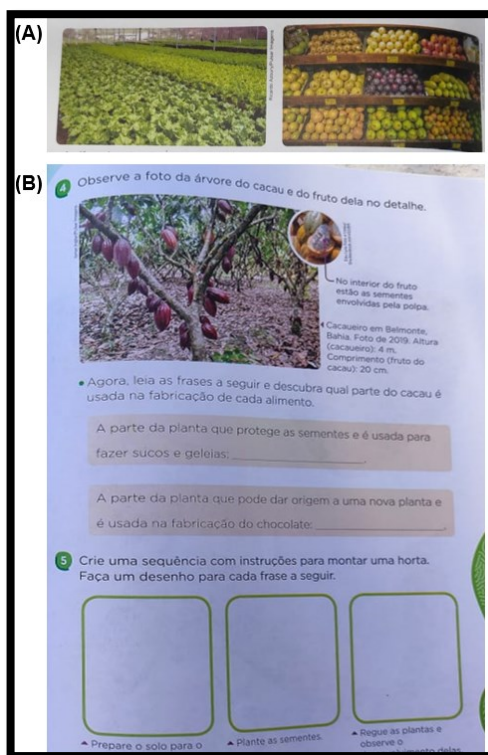 (A)
(B)
4 Observe a foto da árvore do cacau e do fruto dela no detalhe.
No interior do fruto
estão as sementes
envolvidas pela polpa.
Cacaueiro em Belmonte,
Bahia. Foto de 2019. Altura
(cacaueiro): 4 m.
Comprimento (fruto do
cacau): 20 cm.
• Agora, leia as frases a seguir e descubra qual parte do cacau é
usada na fabricação de cada alimento.
A parte da planta que protege as sementes e é usada para
fazer sucos e geleias:
A parte da planta que pode dar origem a uma nova planta e
é usada na fabricação do chocolate:
5 Crie uma sequência com instruções para montar uma horta.
Faça um desenho para cada frase a seguir.
Prepare o solo para o
Plante as sementes.
Regue as plantas e
observe o
delas